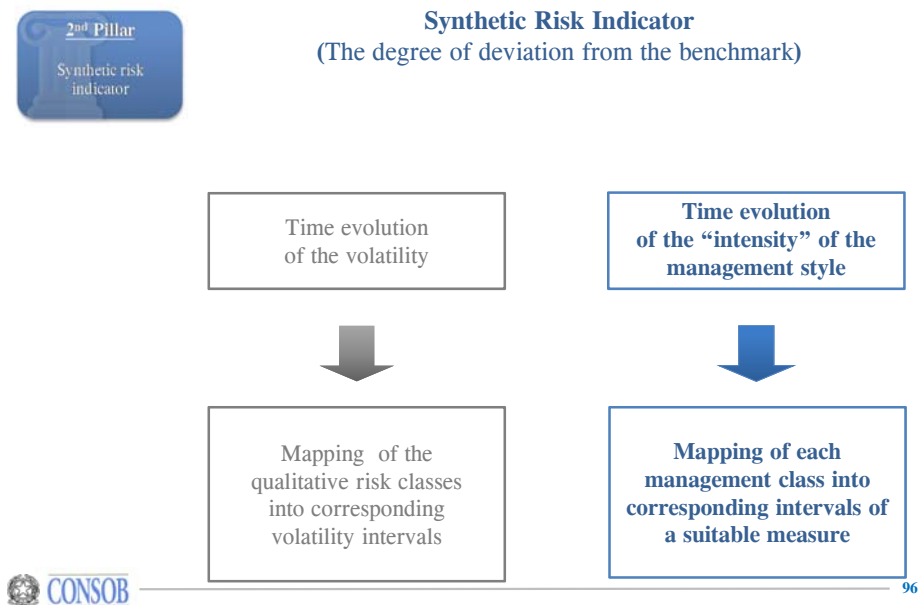 2nd Pillar
Synthetic risk
indicator
Synthetic Risk Indicator
(The degree of deviation from the benchmark)
Time evolution
of the volatility
Time evolution
of the “intensity” of the
management style
Mapping of the
qualitative risk classes
into corresponding
volatility intervals
Mapping of each
management class into
corresponding intervals of
a suitable measure
CONSOB
96